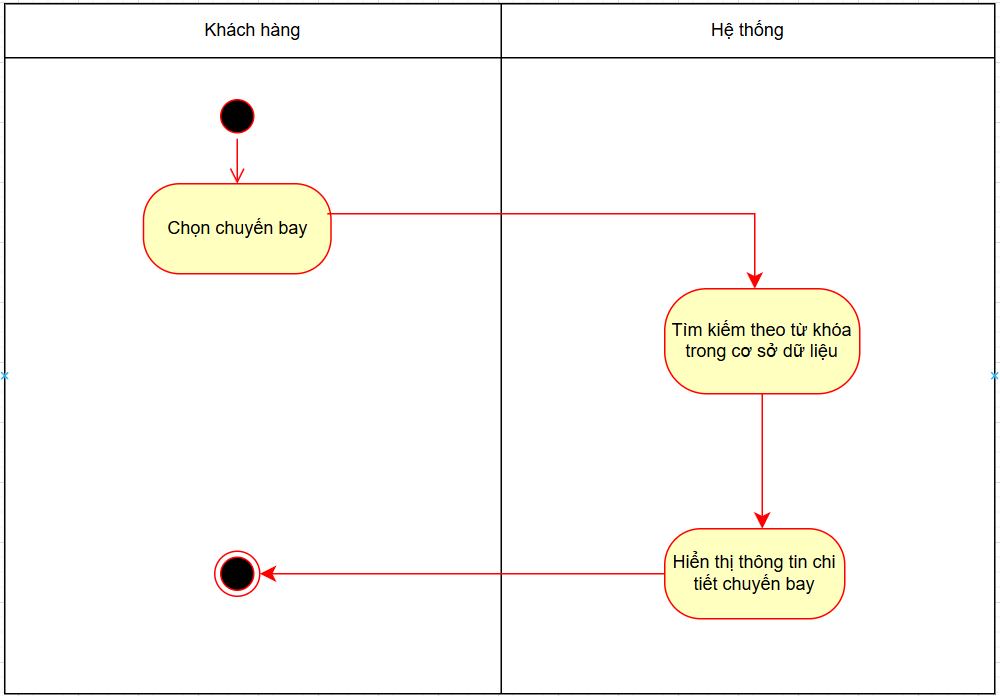 Khách hàng
Hệ thống
Chọn chuyến bay
Tìm kiếm theo từ khóa
trong cơ sở dữ liệu
Hiển thị thông tin chi
tiết chuyến bay